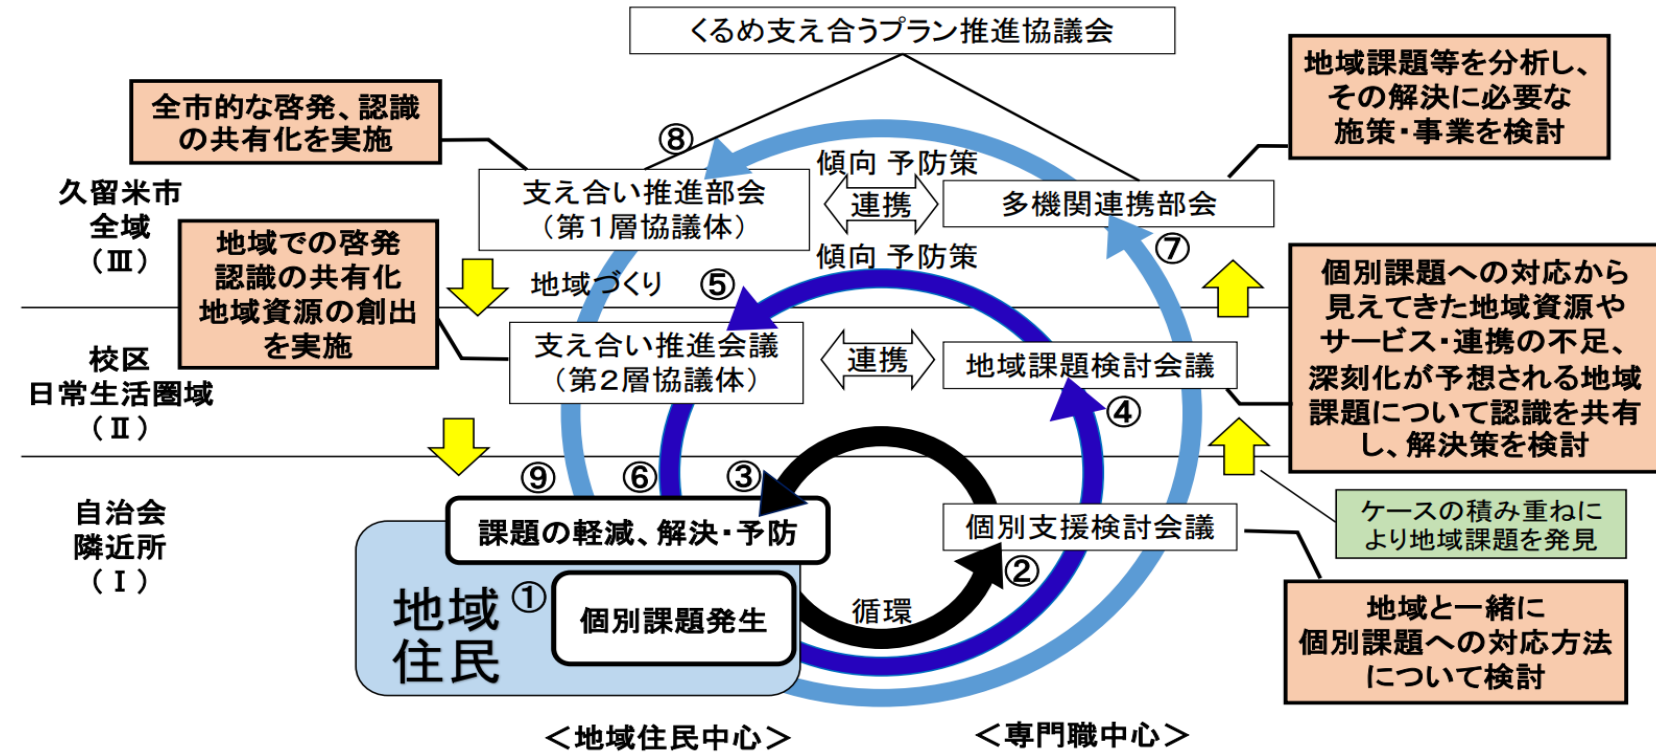 くるめ支え合うプラン推進協議会
地域課題等を分析し、
その解決に必要な
施策・事業を検討
全市的な啓発、認識
の共有化を実施
⑧
傾向 予防策
久留米市
全域
（Ⅲ）
支え合い推進部会
（第１層協議体）
連携
多機関連携部会
⑦
地域での啓発
認識の共有化
地域資源の創出
を実施
傾向 予防策
地域づくり
⑤
個別課題への対応から
見えてきた地域資源や
サービス・連携の不足、
深刻化が予想される地域
課題について認識を共有
し、解決策を検討
校区
日常生活圏域
（Ⅱ）
支え合い推進会議
（第２層協議体）
連携
地域課題検討会議
④
⑨
⑥
③
自治会
隣近所
（Ⅰ）
課題の軽減、解決・予防
個別支援検討会議
ケースの積み重ねに
より地域課題を発見
②
地域
住民
①
個別課題発生
循環
地域と一緒に
個別課題への対応方法
について検討
＜地域住民中心＞
＜専門職中心＞